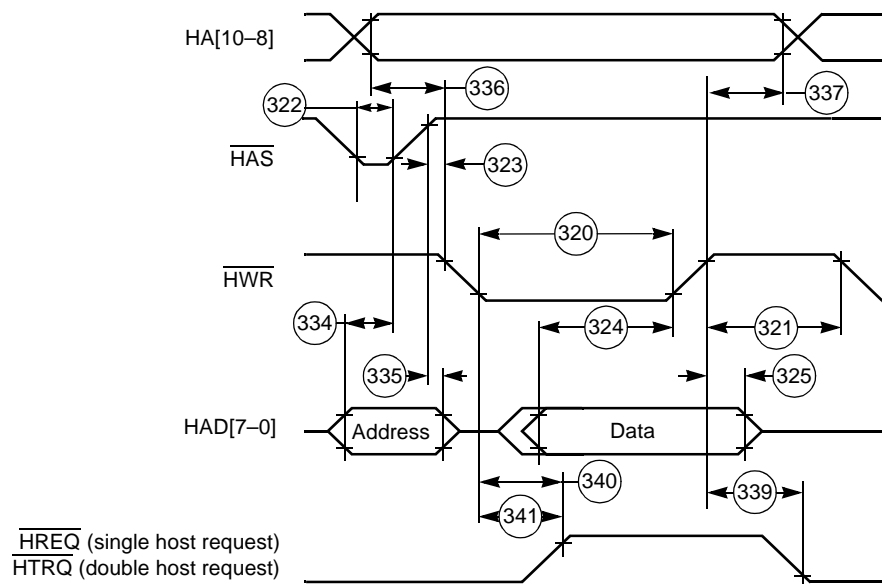 HA[10–8]
336
337
322
HAS
323
320
HWR
334
324
321
335
325
HAD[7–0]
Address
Data
340
341
339
HREQ (single host request)
HTRQ (double host request)